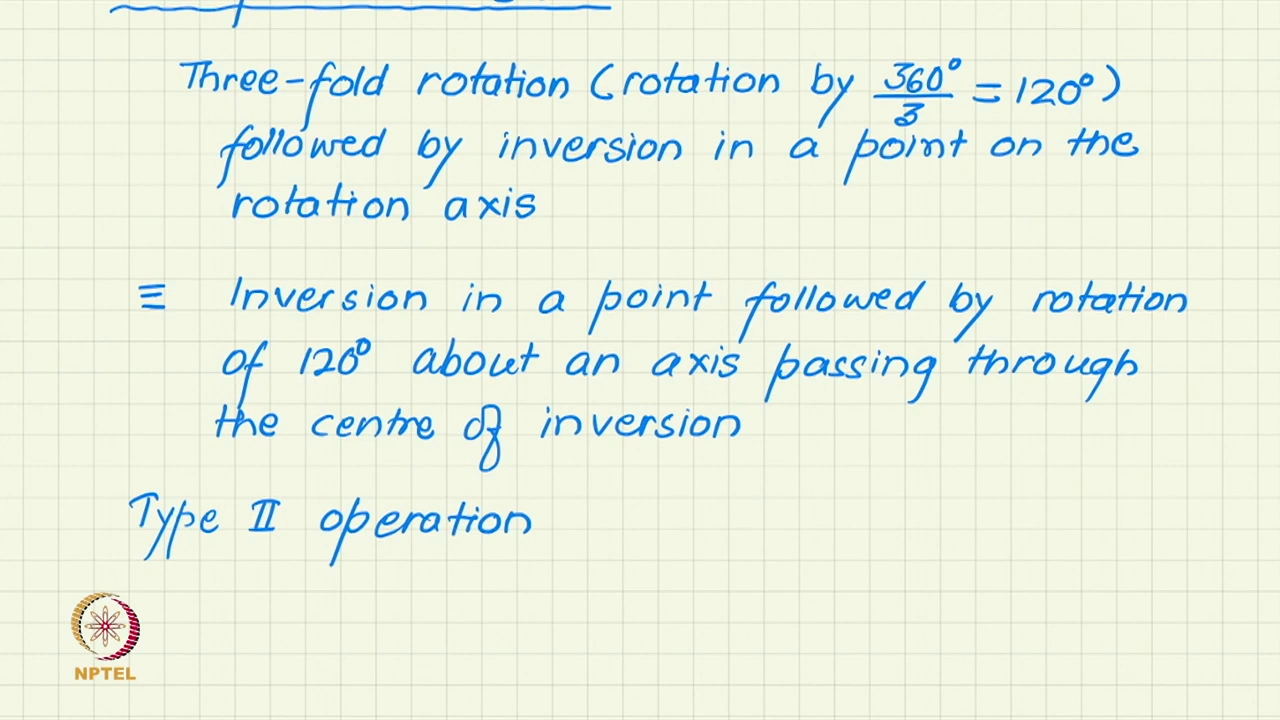 Three-fold rotation (rotation by 360°/3 = 120°)
followed by inversion in a point on the
rotation axis
≡ Inversion in a point followed by rotation
of 120° about an axis passing through
the centre of inversion
Type II operation
NPTEL